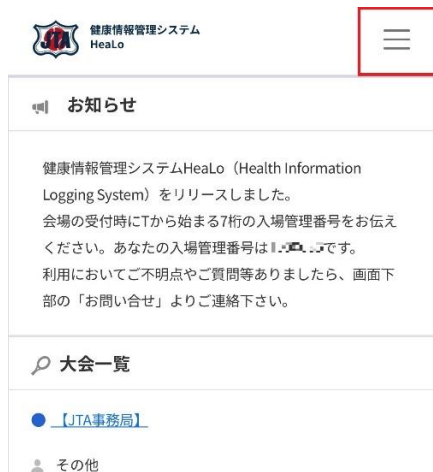 JTA
健康情報管理システム
HeaLo
お知らせ
健康情報管理システムHeaLo（Health Information
Logging System）をリリースしました。
会場の受付時にTから始まる7桁の入場管理番号をお伝え
ください。あなたの入場管理番号は です。
利用においてご不明点やご質問等ありましたら、画面下
部の「お問い合せ」よりご連絡下さい。
大会一覧
【JTA事務局】
その他